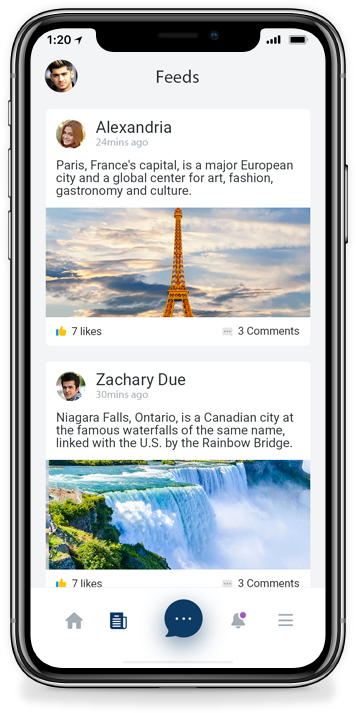 1:20
Feeds
Alexandria
24mins ago
Paris, France's capital, is a major European
city and a global center for art, fashion,
gastronomy and culture.
7 likes
3 Comments
Zachary Due
30mins ago
Niagara Falls, Ontario, is a Canadian city at
the famous waterfalls of the same name,
linked with the U.S. by the Rainbow Bridge.
7 likes
3 Comments